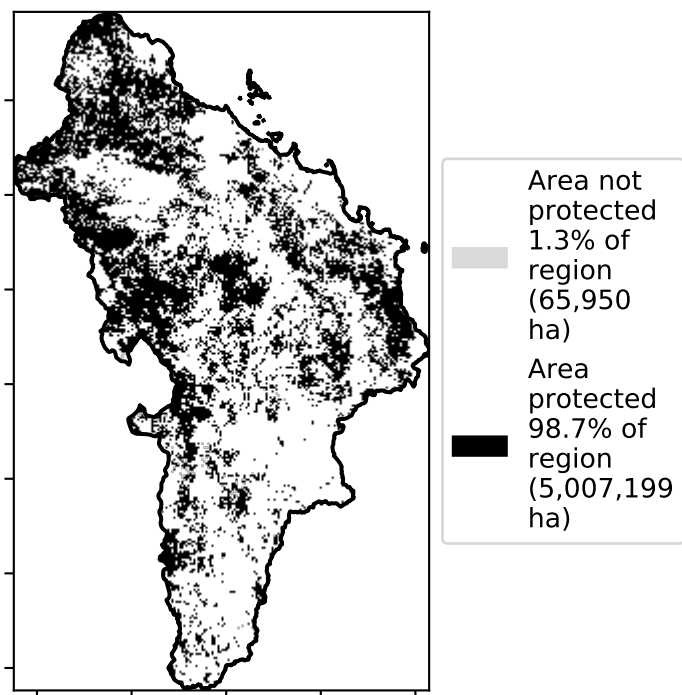 Area not
protected
1.3% of
region
(65,950
ha)
Area
protected
98.7% of
region
(5,007,199
ha)